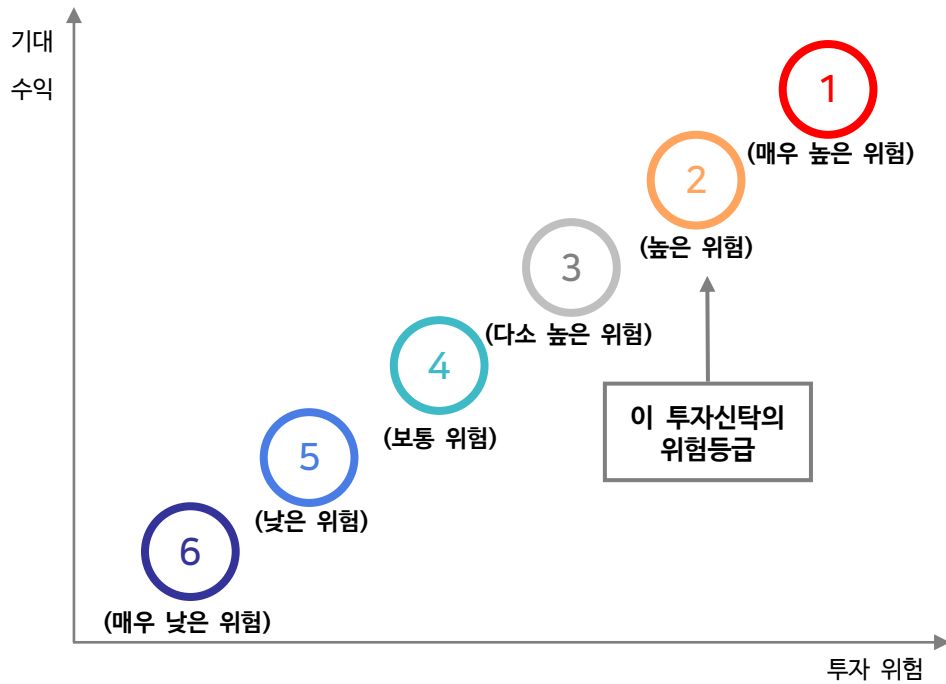 기대
수익
1
(매우 높은 위험)
2
(높은 위험)
3
(다소 높은 위험)
4
(보통 위험)
이 투자신탁의
위험등급
5
(낮은 위험)
6
(매우 낮은 위험)
투자 위험